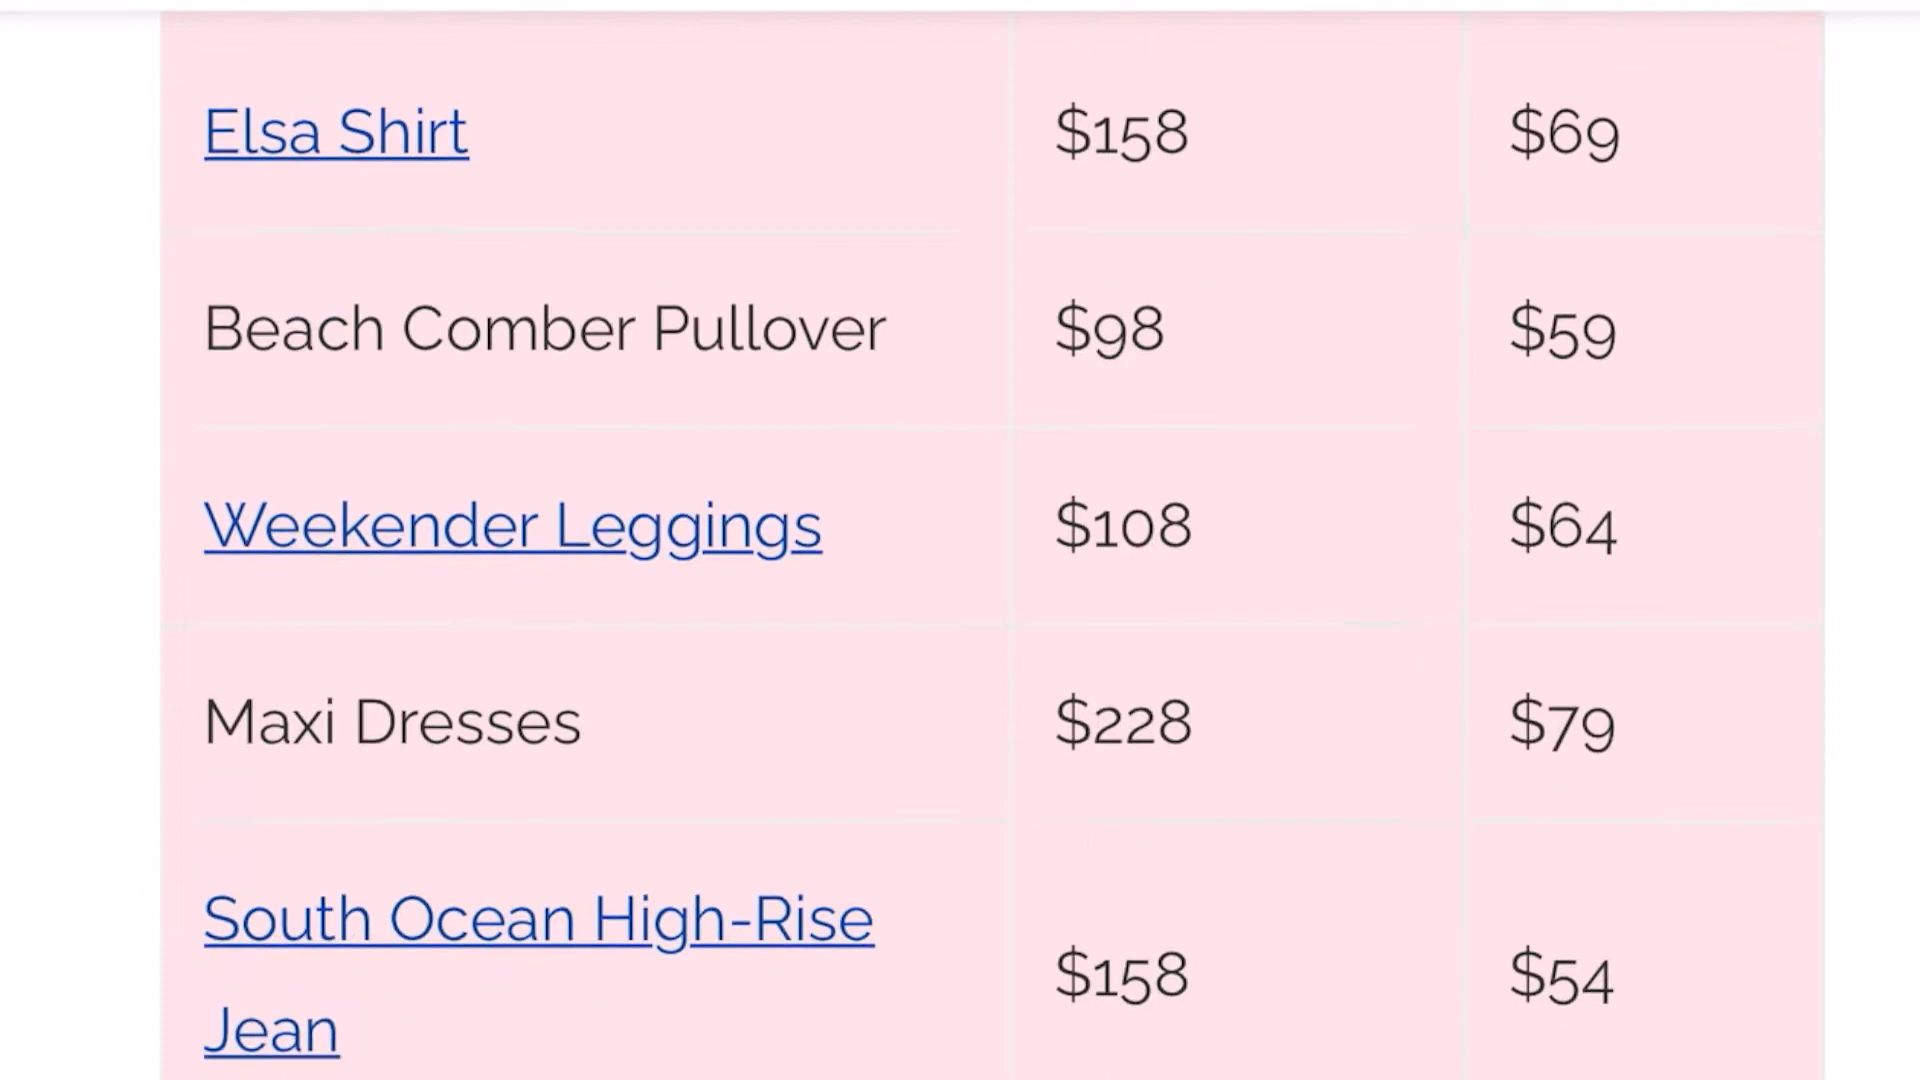 Elsa Shirt $158 $69
Beach Comber Pullover $98 $59
Weekender Leggings $108 $64
Maxi Dresses $228 $79
South Ocean High-Rise
Jean $158 $54